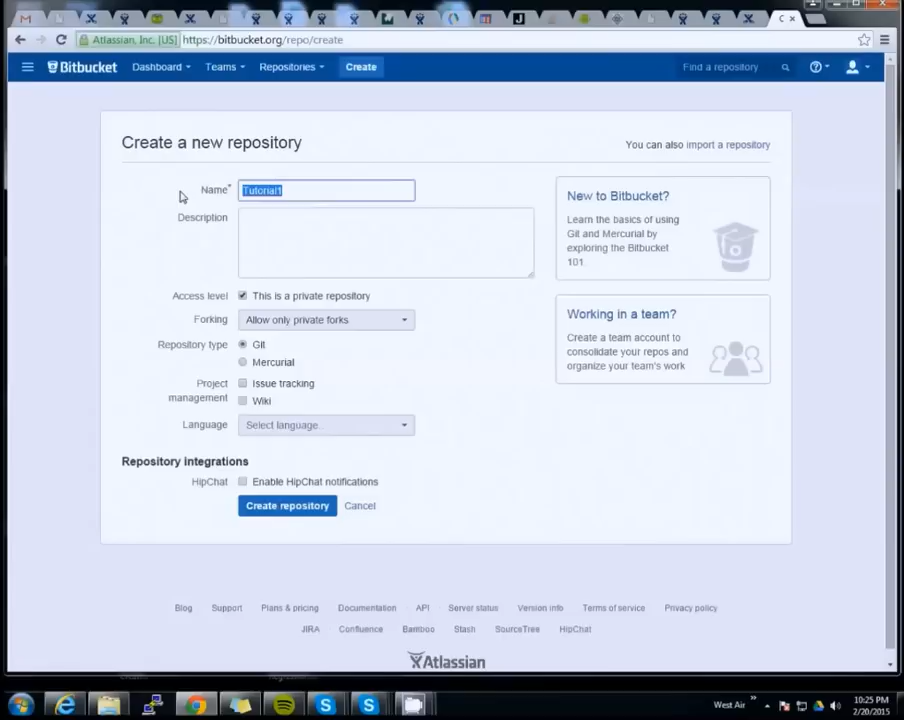 C ×
Atlassian, Inc. [US] https://bitbucket.org/repo/create
Bitbucket Dashboard Teams Repositories Create Find a repository
Create a new repository
You can also import a repository
Name* Tutorial1
Description
Access level This is a private repository
Forking Allow only private forks
Repository type Git
Mercurial
Project management Issue tracking
Wiki
Language Select language..
Repository integrations
HipChat Enable HipChat notifications
Create repository Cancel
New to Bitbucket?
Learn the basics of using
Git and Mercurial by
exploring the Bitbucket
101.
Working in a team?
Create a team account to
consolidate your repos and
organize your team's work
Blog Support Plans & pricing Documentation API Server status Version info Terms of service Privacy policy
JIRA Confluence Bamboo Stash SourceTree HipChat
Atlassian
West Air
10:25 PM
2/20/2015